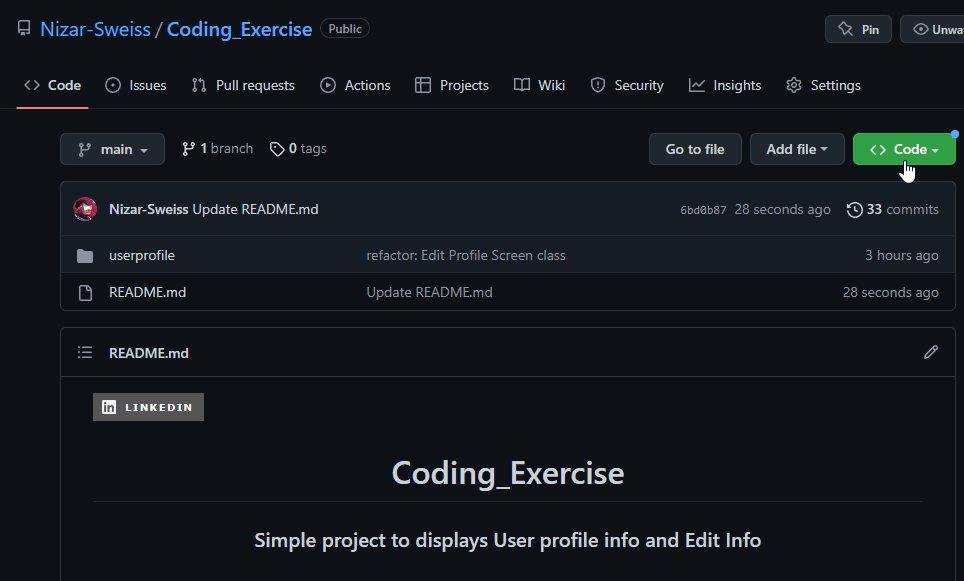 Nizar-Sweiss / Coding_Exercise Public Pin Unwa
Code Issues Pull requests Actions Projects Wiki Security Insights Settings
main 1 branch 0 tags Go to file Add file Code
Nizar-Sweiss Update README.md 6bd0b87 28 seconds ago 33 commits
userprofile refactor: Edit Profile Screen class 3 hours ago
README.md Update README.md 28 seconds ago
README.md
in LINKEDIN
Coding_Exercise
Simple project to displays User profile info and Edit Info